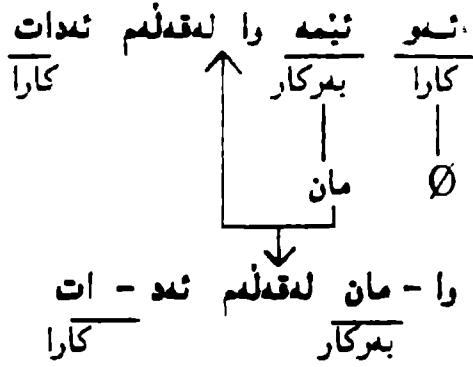 ئەو ئێمە وا لەقەڵەم ئەدات
کارا بەرکار کارا
مان Ø
وا - مان لەقەڵەم ئەد - ات
بەرکار کارا